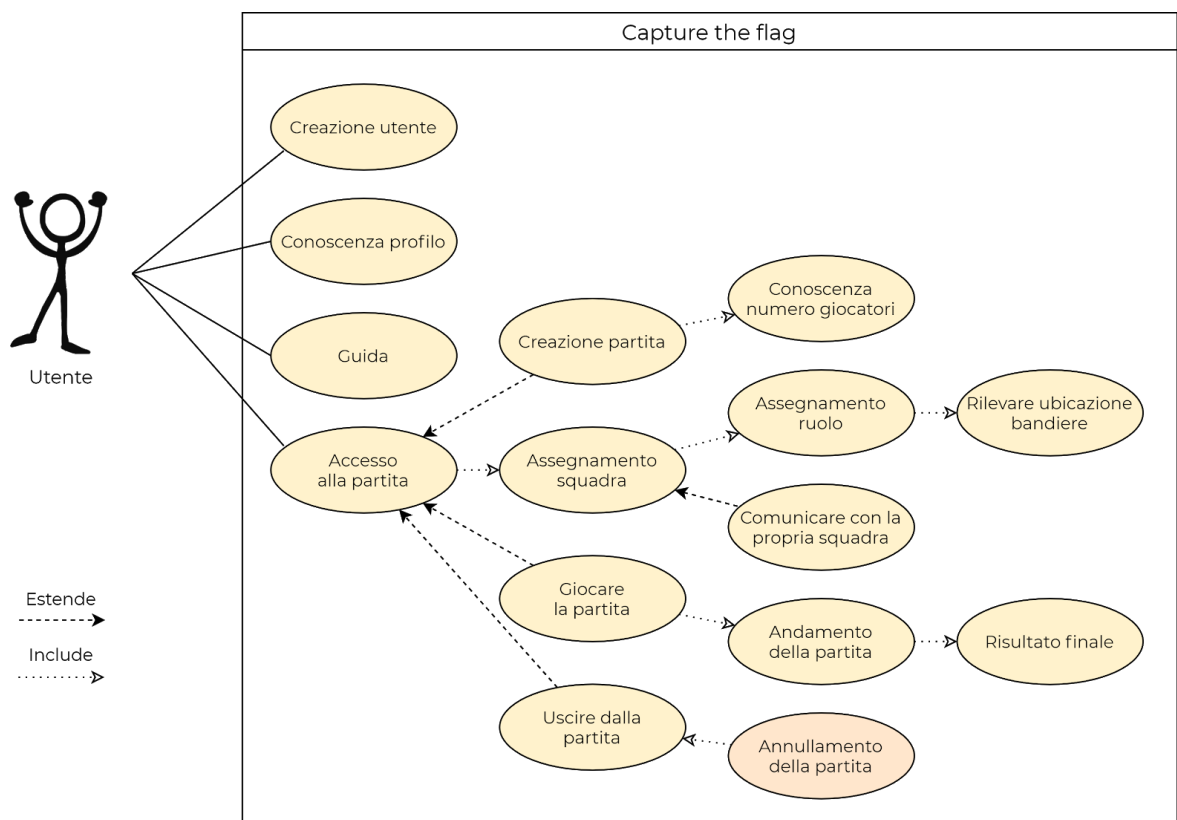 Capture the flag
Creazione utente
Conoscenza profilo
Guida
Accesso
alla partita
Utente
Creazione partita
Conoscenza
numero giocatori
Assegnamento
squadra
Assegnamento
ruolo
Rilevare ubicazione
bandiere
Comunicare con la
propria squadra
Giocare
la partita
Andamento
della partita
Risultato finale
Uscire dalla
partita
Annullamento
della partita
Estende
Include